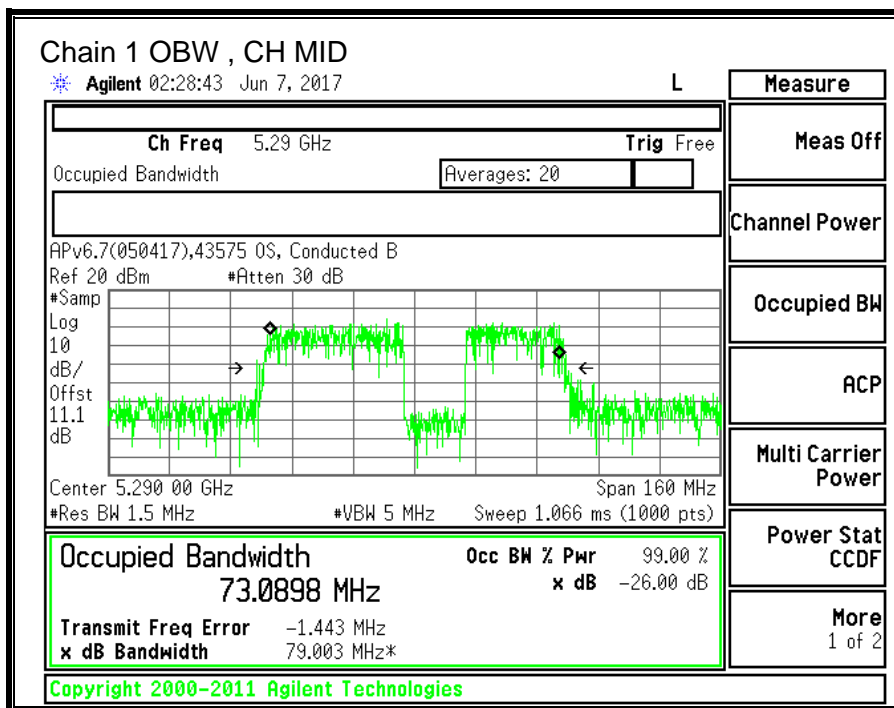 Chain 1 OBW , CH MID
Agilent 02:28:43 Jun 7, 2017 L
Measure
Ch Freq 5.29 GHz Trig Free
Occupied Bandwidth Averages: 20
APv6.7(050417),43575 OS, Conducted B
Ref 20 dBm #Atten 30 dB
#Samp
Log
10
dB/
Offst
11.1
dB
Center 5.290 00 GHz Span 160 MHz
#Res BW 1.5 MHz #VBW 5 MHz Sweep 1.066 ms (1000 pts)
Occupied Bandwidth
73.0898 MHz
Occ BW % Pwr 99.00 %
x dB -26.00 dB
Transmit Freq Error -1.443 MHz
x dB Bandwidth 79.003 MHz*
Copyright 2000-2011 Agilent Technologies
Meas Off
Channel Power
Occupied BW
ACP
Multi Carrier
Power
Power Stat
CCDF
More
1 of 2